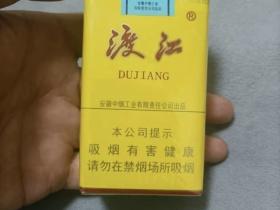 渡江
®
DUJIANG
安徽中烟工业有限责任公司出品
本公司提示
吸烟有害健康
请勿在禁烟场所吸烟